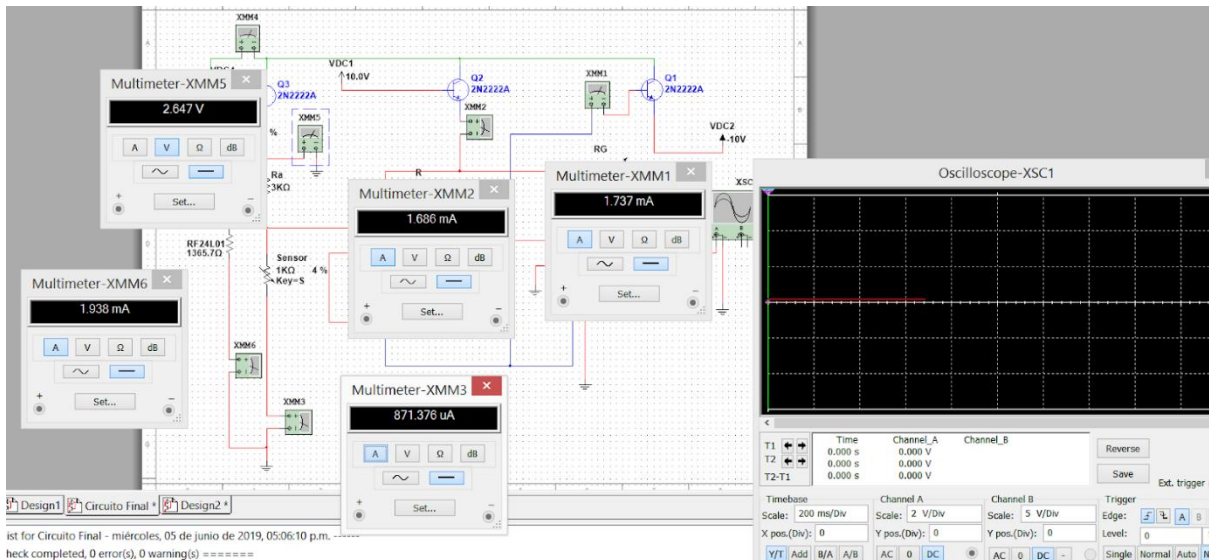 XMM4
VDC1
10.0V
Q3
2N2222A
Q2
2N2222A
XMM1
Q1
2N2222A
XMM2
VDC2
-10V
RG
R
XMM5
%
Ra
3KΩ
RF24L01
1365.7Ω
Sensor
1KΩ 4 %
Key=S
XMM6
XMM3
XSC
Multimeter-XMM5
2.647 V
A V Ω dB
Set...
+ -
Multimeter-XMM2
1.686 mA
A V Ω dB
Set...
+ -
Multimeter-XMM1
1.737 mA
A V Ω dB
Set...
+ -
Multimeter-XMM6
1.938 mA
A V Ω dB
Set...
+ -
Multimeter-XMM3
871.376 uA
A V Ω dB
Set...
+ -
Oscilloscope-XSC1
Time Channel_A Channel_B
T1 0.000 s 0.000 V
T2 0.000 s 0.000 V
T2-T1 0.000 s 0.000 V
Reverse
Save
Ext. trigger
Timebase
Scale: 200 ms/Div
X pos.(Div): 0
Y/T Add B/A A/B
Channel A
Scale: 2 V/Div
Y pos.(Div): 0
AC 0 DC
Channel B
Scale: 5 V/Div
Y pos.(Div): 0
AC 0 DC -
Trigger
Edge: A B
Level: 0
Single Normal Auto
Design1 Circuito Final * Design2 *
ist for Circuito Final - miércoles, 05 de junio de 2019, 05:06:10 p.m. ------
heck completed, 0 error(s), 0 warning(s) =======